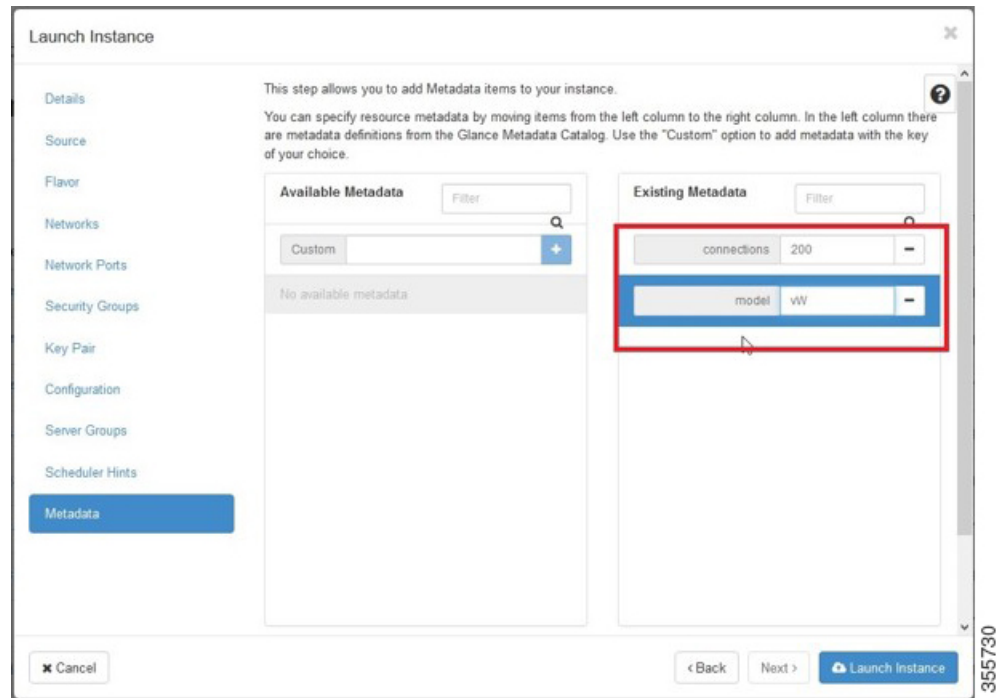 Launch Instance
Details
Source
Flavor
Networks
Network Ports
Security Groups
Key Pair
Configuration
Server Groups
Scheduler Hints
Metadata
This step allows you to add Metadata items to your instance.
You can specify resource metadata by moving items from the left column to the right column. In the left column there
are metadata definitions from the Glance Metadata Catalog. Use the "Custom" option to add metadata with the key
of your choice.
Available Metadata
Filter
Custom
+
No available metadata
Existing Metadata
Filter
connections 200 -
model vW -
Cancel
< Back
Next >
Launch Instance
355730